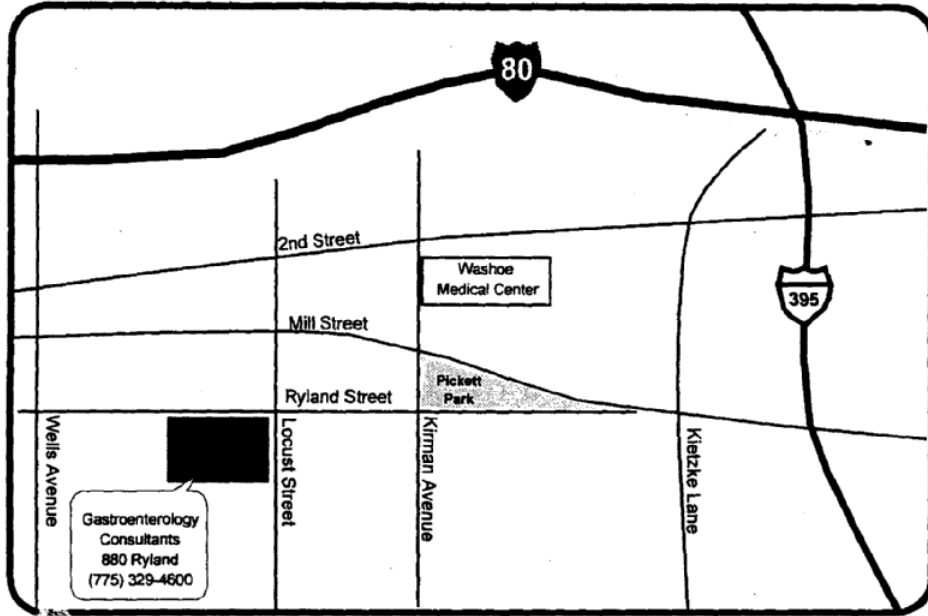 80
2nd Street
Washoe
Medical Center
395
Mill Street
Pickett
Park
Ryland Street
Wells Avenue
Locust Street
Kirman Avenue
Kietzke Lane
Gastroenterology
Consultants
880 Ryland
(775) 329-4600